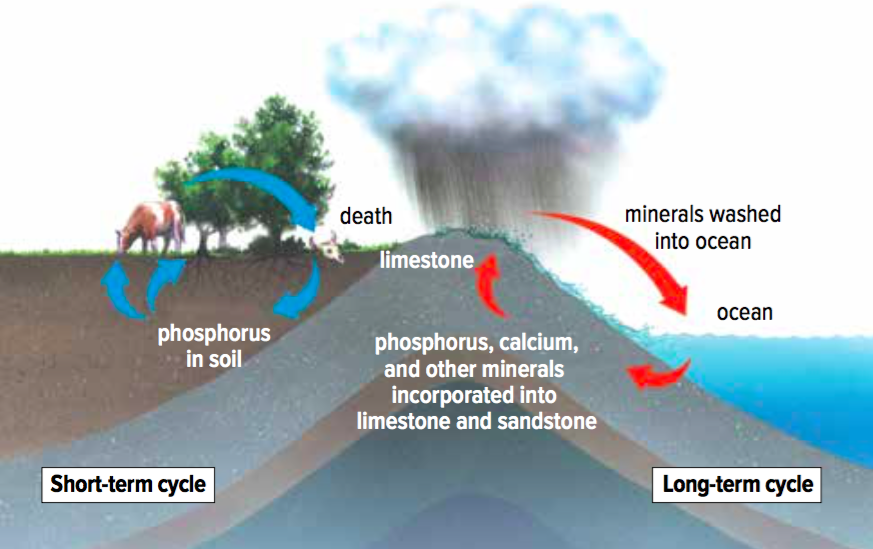 death
minerals washed
into ocean
limestone
ocean
phosphorus
in soil
phosphorus, calcium,
and other minerals
incorporated into
limestone and sandstone
Short-term cycle
Long-term cycle